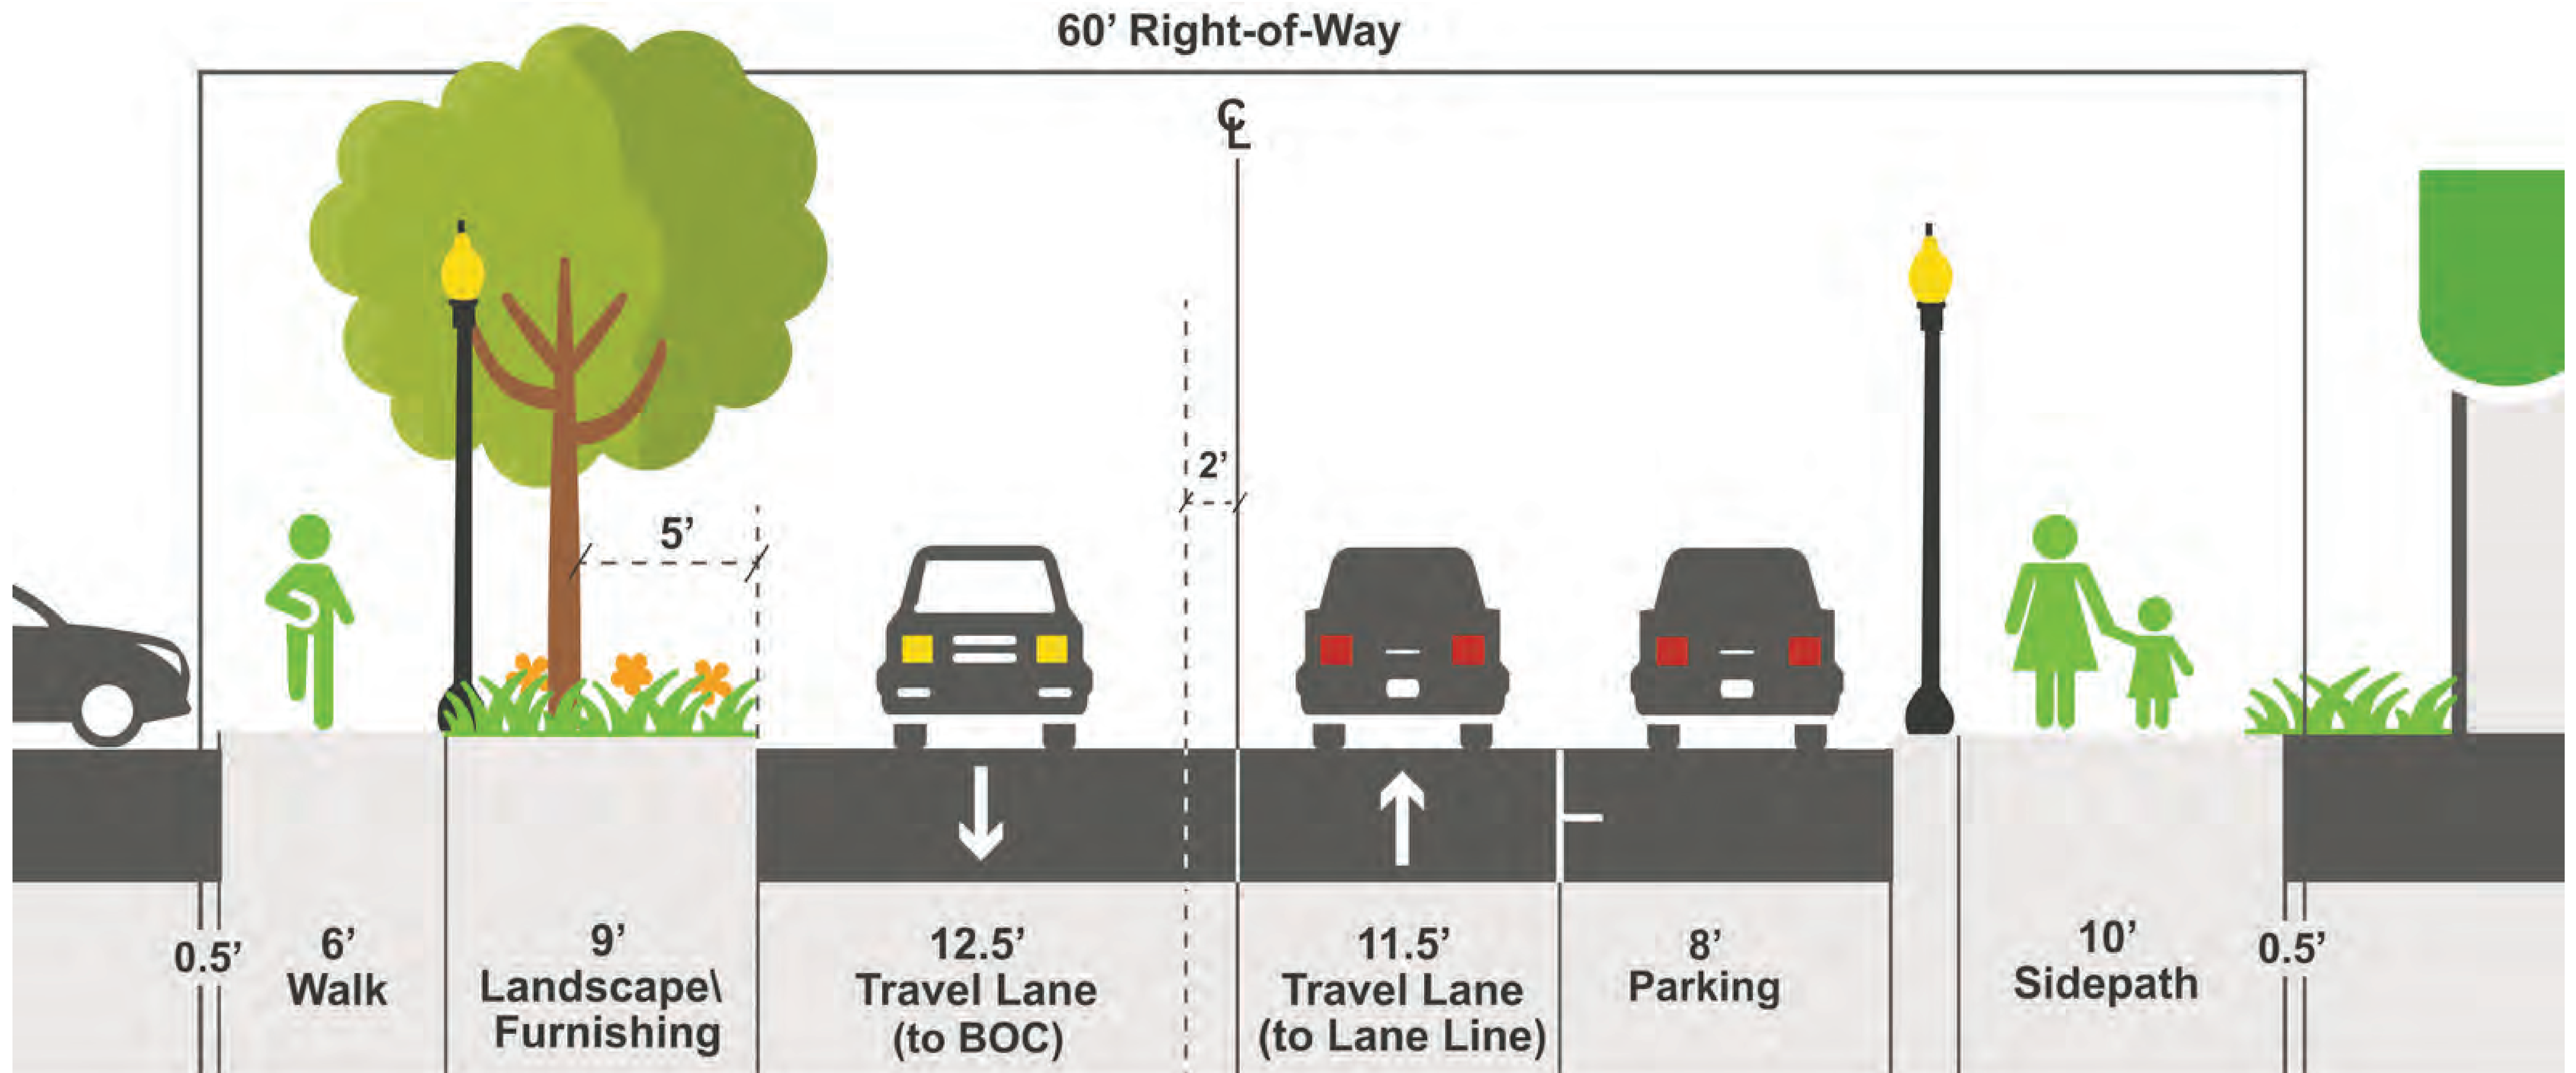 60’ Right-of-Way
℄
2’
5’
0.5’
6’
Walk
9’
Landscape\
Furnishing
12.5’
Travel Lane
(to BOC)
11.5’
Travel Lane
(to Lane Line)
8’
Parking
10’
Sidepath
0.5’